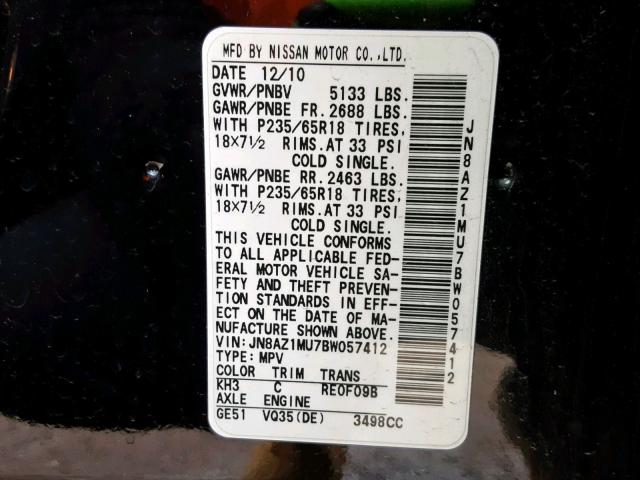 MFD BY NISSAN MOTOR CO.,LTD.
DATE 12/10
GVWR/PNBV 5133 LBS.
GAWR/PNBE FR. 2688 LBS.
WITH P235/65R18 TIRES,
18X7½ RIMS.AT 33 PSI
COLD SINGLE.
GAWR/PNBE RR. 2463 LBS.
WITH P235/65R18 TIRES,
18X7½ RIMS.AT 33 PSI
COLD SINGLE.
THIS VEHICLE CONFORMS
TO ALL APPLICABLE FED-
ERAL MOTOR VEHICLE SA-
FETY AND THEFT PREVEN-
TION STANDARDS IN EFF-
ECT ON THE DATE OF MA-
NUFACTURE SHOWN ABOVE.
VIN: JN8AZ1MU7BW057412
TYPE: MPV
COLOR TRIM TRANS
KH3 C RE0F09B
AXLE ENGINE
GE51 VQ35(DE) 3498CC
JN8AZ1MU7BW057412